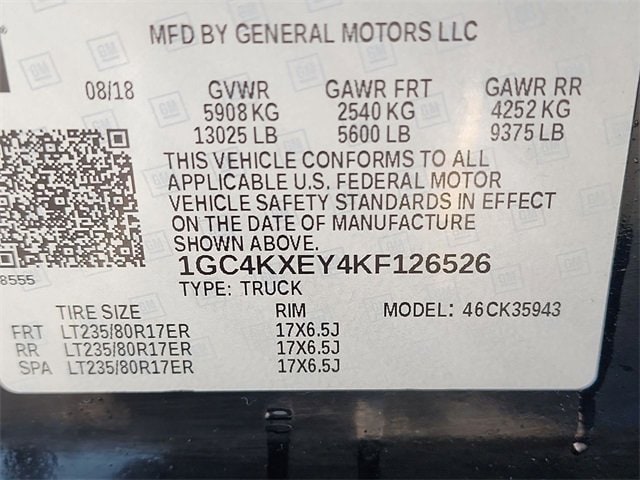 MFD BY GENERAL MOTORS LLC
08/18 GVWR GAWR FRT GAWR RR
5908 KG 2540 KG 4252 KG
13025 LB 5600 LB 9375 LB
THIS VEHICLE CONFORMS TO ALL
APPLICABLE U.S. FEDERAL MOTOR
VEHICLE SAFETY STANDARDS IN EFFECT
ON THE DATE OF MANUFACTURE
SHOWN ABOVE.
1GC4KXEY4KF126526
8555 TYPE: TRUCK
TIRE SIZE RIM MODEL: 46CK35943
FRT LT235/80R17ER 17X6.5J
RR LT235/80R17ER 17X6.5J
SPA LT235/80R17ER 17X6.5J